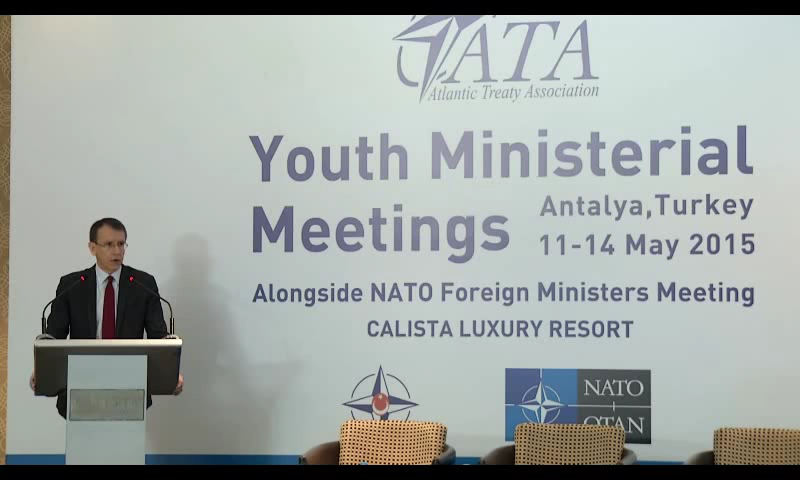 ATA
Atlantic Treaty Association
Youth Ministerial
Meetings
Antalya,Turkey
11-14 May 2015
Alongside NATO Foreign Ministers Meeting
CALISTA LUXURY RESORT
NATO
OTAN